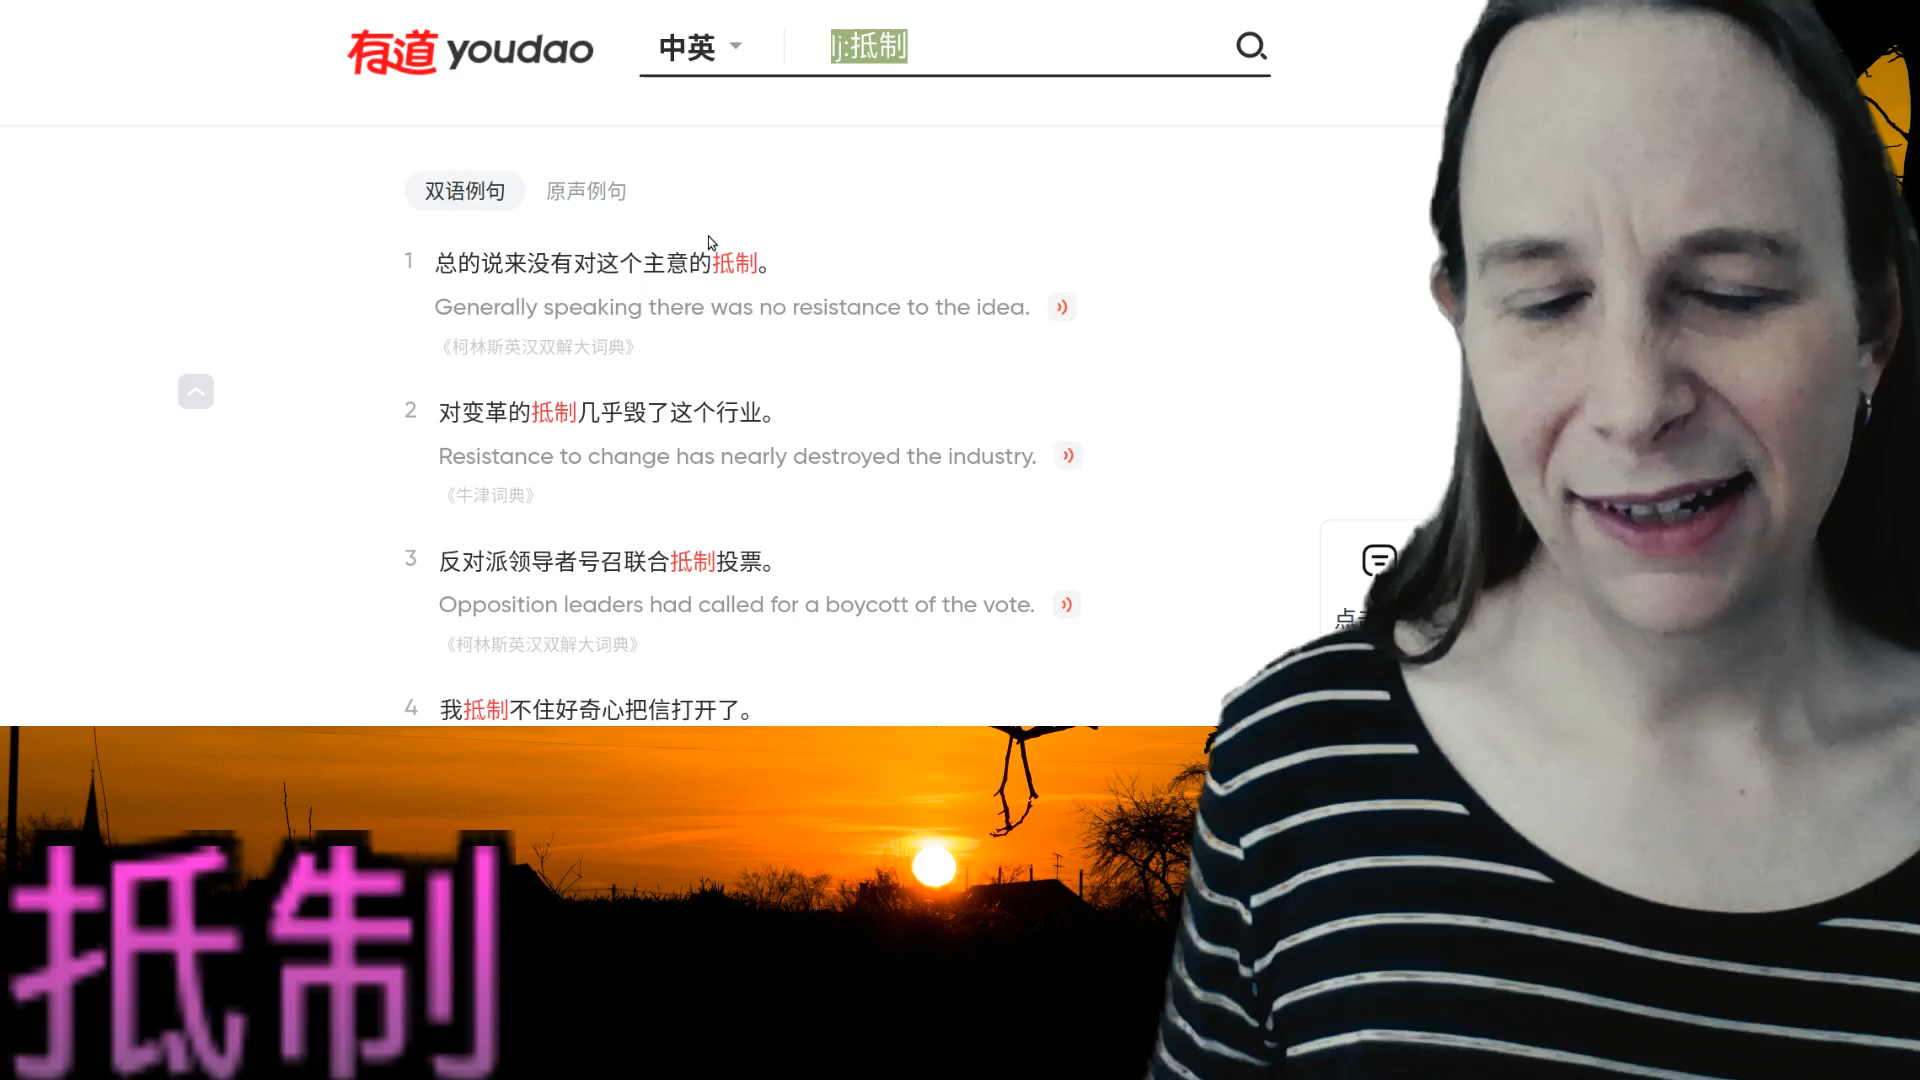 有道 youdao
中英
lj:抵制
双语例句 原声例句
1 总的说来没有对这个主意的抵制。
Generally speaking there was no resistance to the idea.
《柯林斯英汉双解大词典》
2 对变革的抵制几乎毁了这个行业。
Resistance to change has nearly destroyed the industry.
《牛津词典》
3 反对派领导者号召联合抵制投票。
Opposition leaders had called for a boycott of the vote.
《柯林斯英汉双解大词典》
4 我抵制不住好奇心把信打开了。
点
抵制